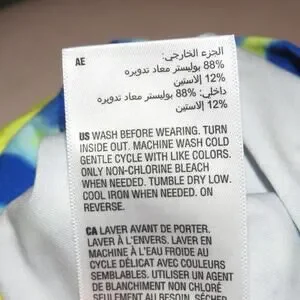 AE
الجزء الخارجي:
88% بوليستر معاد تدويره
12% إلاستين
داخلي: 88% بوليستر معاد تدويره
12% إلاستين
US WASH BEFORE WEARING. TURN
INSIDE OUT. MACHINE WASH COLD
GENTLE CYCLE WITH LIKE COLORS.
ONLY NON-CHLORINE BLEACH
WHEN NEEDED. TUMBLE DRY LOW.
COOL IRON WHEN NEEDED. ON
REVERSE.
CA LAVER AVANT DE PORTER.
LAVER À L'ENVERS. LAVER EN
MACHINE À L'EAU FROIDE AU
CYCLE DÉLICAT AVEC COULEURS
SEMBLABLES. UTILISER UN AGENT
DE BLANCHIMENT NON CHLORÉ